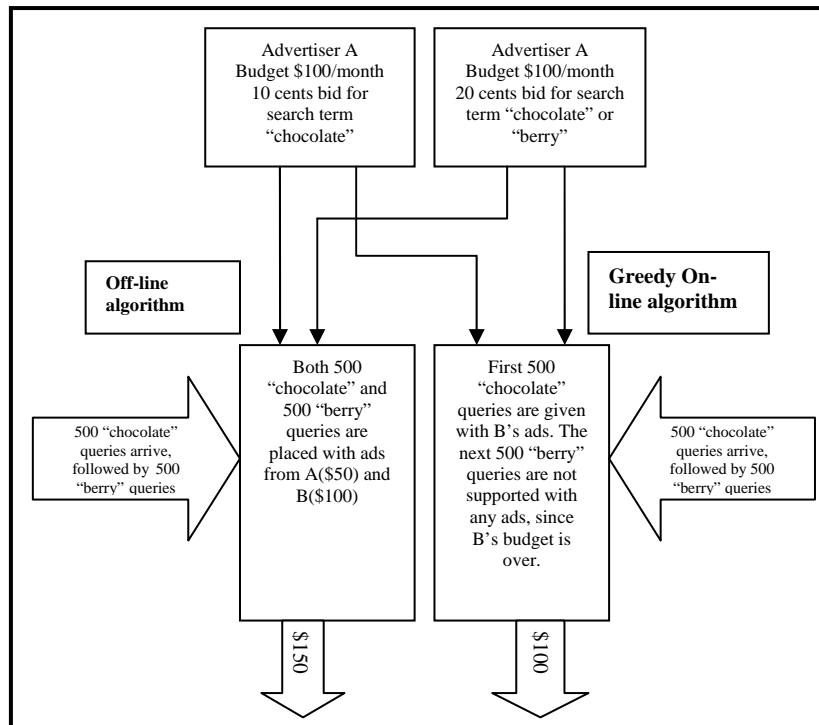 Advertiser A
Budget $100/month
10 cents bid for
search term
“chocolate”
Advertiser A
Budget $100/month
20 cents bid for search
term “chocolate” or
“berry”
Off-line
algorithm
Greedy On-
line algorithm
500 “chocolate”
queries arrive,
followed by 500
“berry” queries
Both 500
“chocolate” and
500 “berry”
queries are
placed with ads
from A($50) and
B($100)
First 500
“chocolate”
queries are given
with B’s ads. The
next 500 “berry”
queries are not
supported with
any ads, since
B’s budget is
over.
500 “chocolate”
queries arrive,
followed by 500
“berry” queries
$150
$100